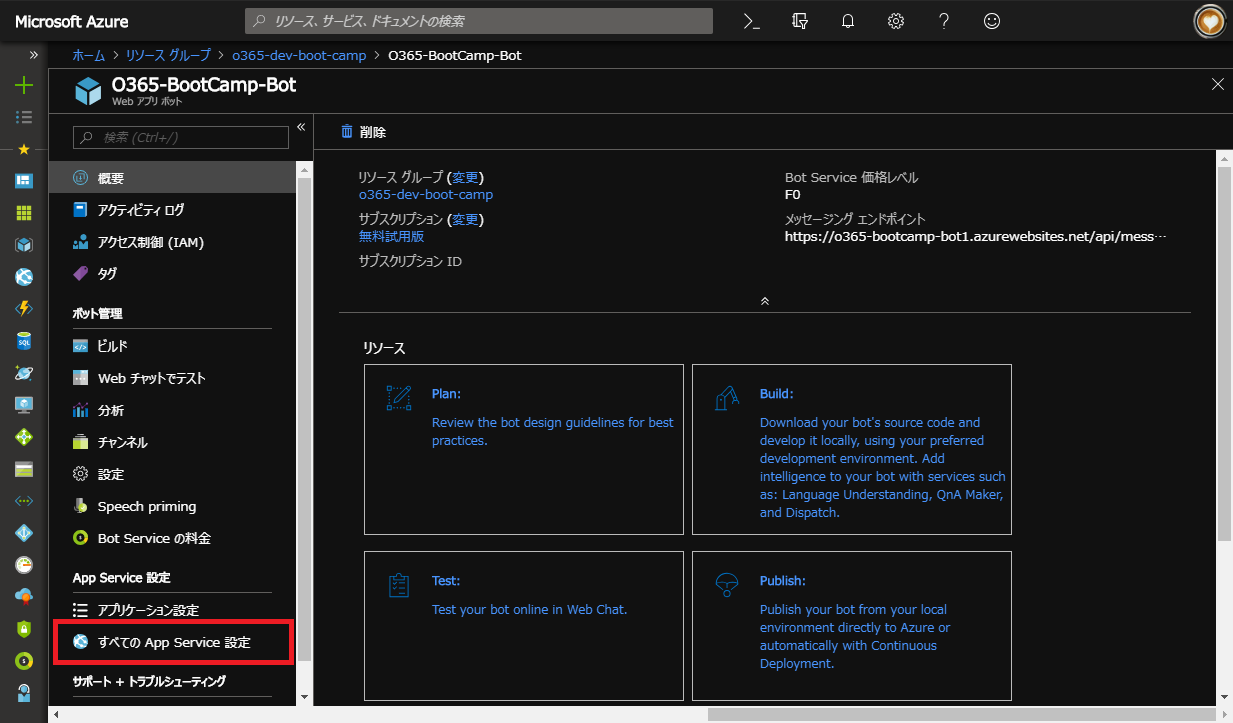 Microsoft Azure
リソース、サービス、ドキュメントの検索
ホーム > リソース グループ > o365-dev-boot-camp > O365-BootCamp-Bot
O365-BootCamp-Bot
Web アプリ ボット
検索 (Ctrl+/)
概要
アクティビティ ログ
アクセス制御 (IAM)
タグ
ボット管理
ビルド
Web チャットでテスト
分析
チャンネル
設定
Speech priming
Bot Service の料金
App Service 設定
アプリケーション設定
すべての App Service 設定
サポート + トラブルシューティング
削除
リソース グループ (変更)
o365-dev-boot-camp
サブスクリプション (変更)
無料試用版
サブスクリプション ID
Bot Service 価格レベル
F0
メッセージング エンドポイント
https://o365-bootcamp-bot1.azurewebsites.net/api/mess…
リソース
Plan:
Review the bot design guidelines for best
practices.
Build:
Download your bot's source code and
develop it locally, using your preferred
development environment. Add
intelligence to your bot with services such
as: Language Understanding, QnA Maker,
and Dispatch.
Test:
Test your bot online in Web Chat.
Publish:
Publish your bot from your local
environment directly to Azure or
automatically with Continuous
Deployment.